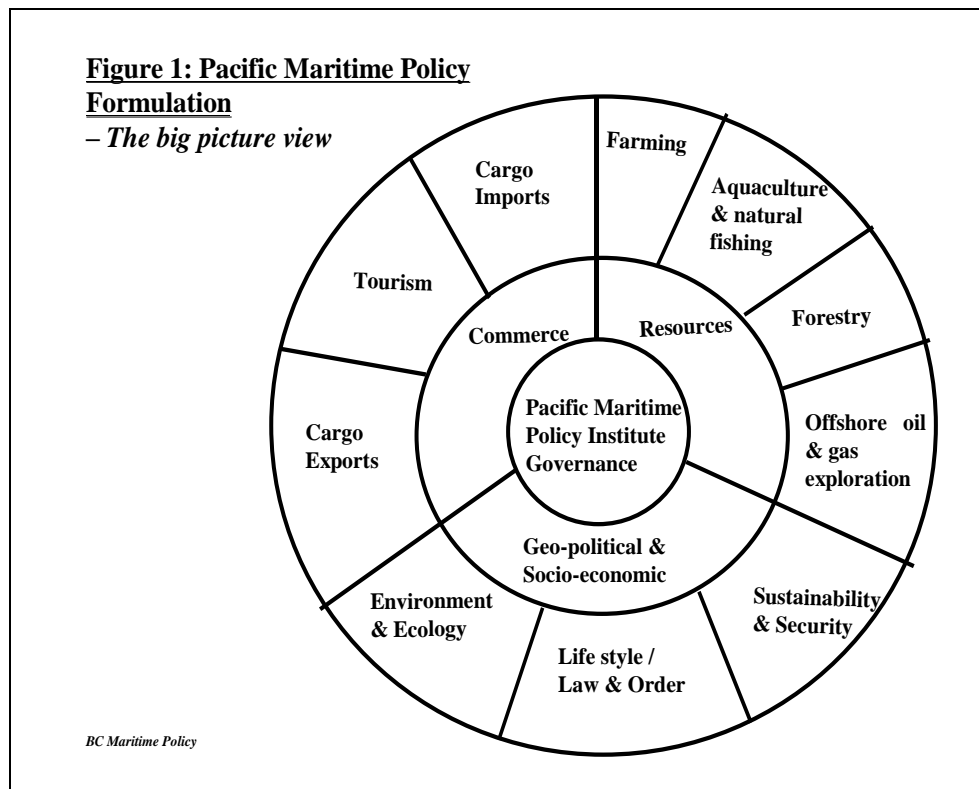 Figure 1: Pacific Maritime Policy
Formulation
– The big picture view
Farming
Cargo
Imports
Aquaculture
& natural
fishing
Tourism
Forestry
Commerce
Resources
Pacific Maritime
Policy Institute
Governance
Cargo
Exports
Offshore oil
& gas
exploration
Geo-political &
Socio-economic
Environment
& Ecology
Sustainability
& Security
Life style /
Law & Order
BC Maritime Policy